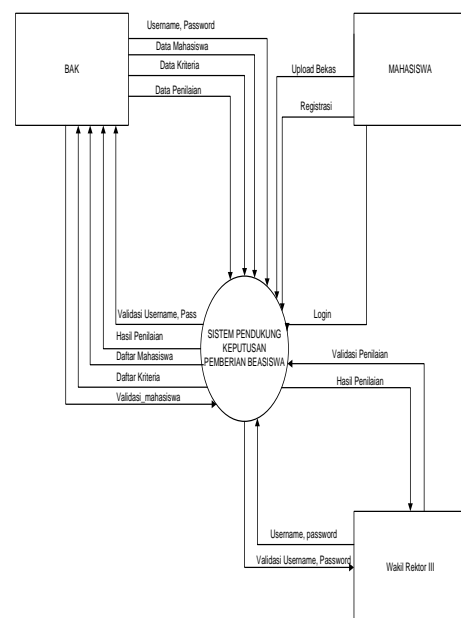 Username, Password
Data Mahasiswa
Data Kriteria
Data Penilaian
BAK
Upload Bekas
Registrasi
MAHASISWA
Login
Validasi Username, Pass
Hasil Penilaian
Daftar Mahasiswa
Daftar Kriteria
Validasi_mahasiswa
SISTEM PENDUKUNG
KEPUTUSAN
PEMBERIAN BEASISWA
Validasi Penilaian
Hasil Penilaian
Username, password
Validasi Username, Password
Wakil Rektor III